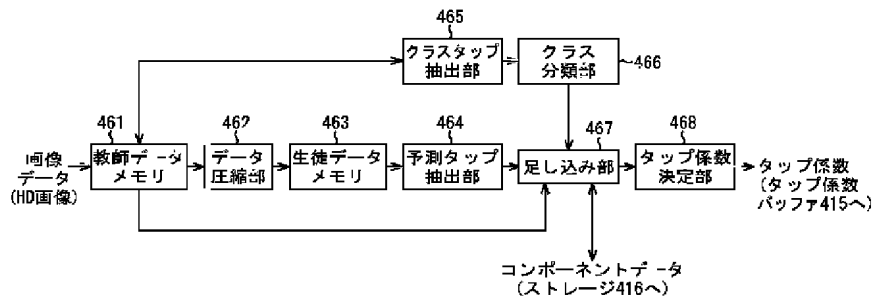 465
クラスタップ
抽出部
クラス
分類部
466
461
教師データ
メモリ
462
データ
圧縮部
463
生徒データ
メモリ
464
予測タップ
抽出部
467
足し込み部
468
タップ係数
決定部
画像
データ
(HD画像)
タップ係数
(タップ係数
バッファ415へ)
コンポーネントデータ
(ストレージ416へ)